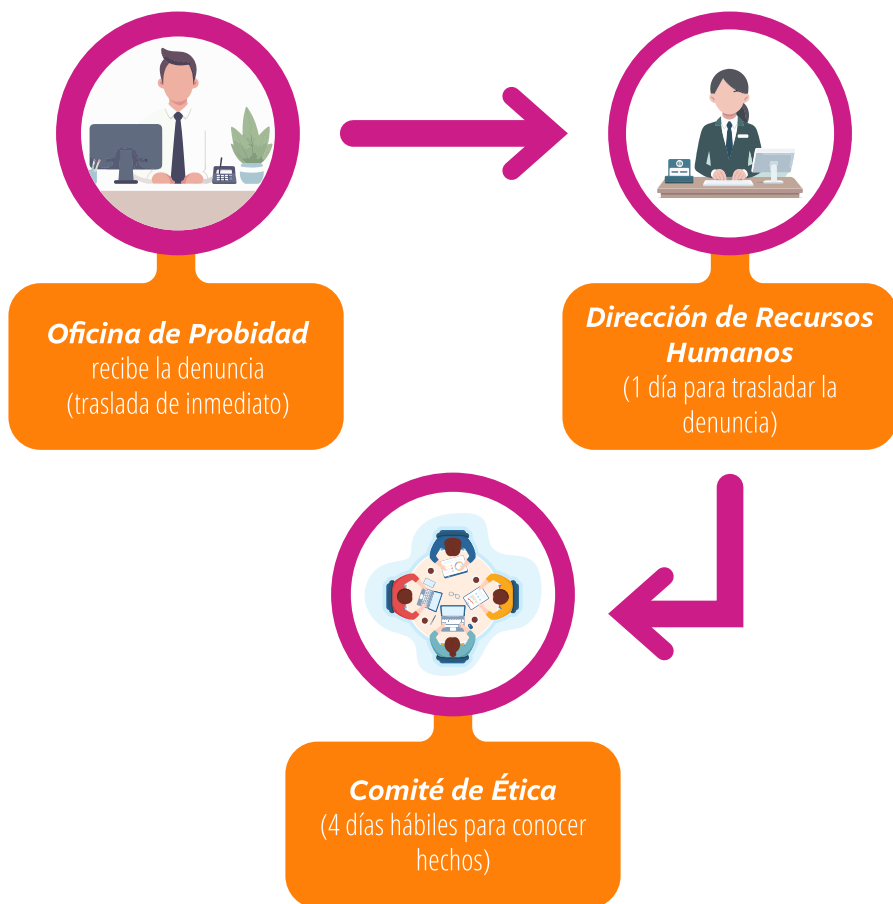 Oficina de Probidad
recibe la denuncia
(traslada de inmediato)
Dirección de Recursos
Humanos
(1 día para trasladar la
denuncia)
Comité de Ética
(4 días hábiles para conocer
hechos)